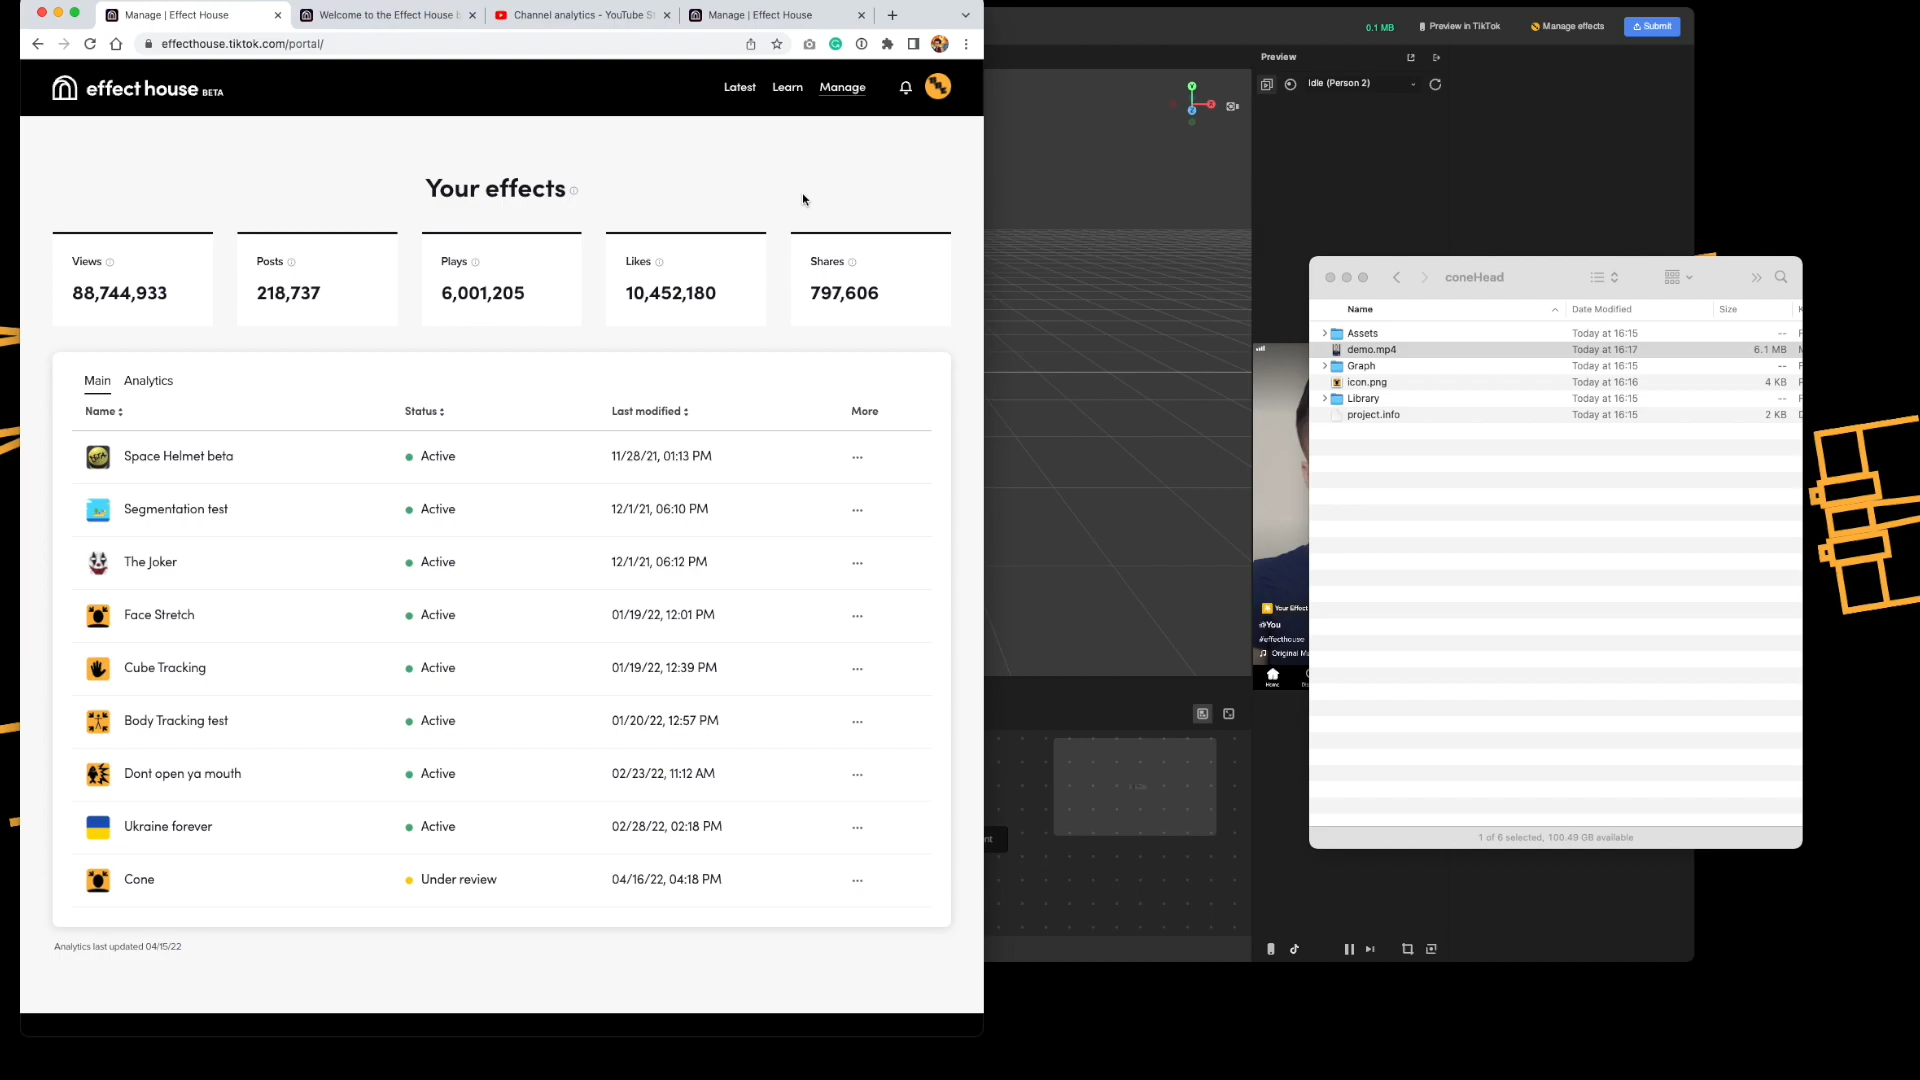 Manage | Effect House
Welcome to the Effect House b
Channel analytics - YouTube S
Manage | Effect House
effecthouse.tiktok.com/portal/
effect house BETA
Latest
Learn
Manage
Your effects
Views
88,744,933
Posts
218,737
Plays
6,001,205
Likes
10,452,180
Shares
797,606
Main
Analytics
Name
Status
Last modified
More
Space Helmet beta
Active
11/28/21, 01:13 PM
Segmentation test
Active
12/1/21, 06:10 PM
The Joker
Active
12/1/21, 06:12 PM
Face Stretch
Active
01/19/22, 12:01 PM
Cube Tracking
Active
01/19/22, 12:39 PM
Body Tracking test
Active
01/20/22, 12:57 PM
Dont open ya mouth
Active
02/23/22, 11:12 AM
Ukraine forever
Active
02/28/22, 02:18 PM
Cone
Under review
04/16/22, 04:18 PM
Analytics last updated 04/15/22
0.1 MB
Preview in TikTok
Manage effects
Submit
Preview
Idle (Person 2)
Your Effect
@You
#effecthouse
Original Mu
Home
nt
coneHead
Name
Date Modified
Size
Assets
Today at 16:15
--
demo.mp4
Today at 16:17
6.1 MB
Graph
Today at 16:15
--
icon.png
Today at 16:16
4 KB
Library
Today at 16:15
--
project.info
Today at 16:15
2 KB
1 of 6 selected, 100.49 GB available